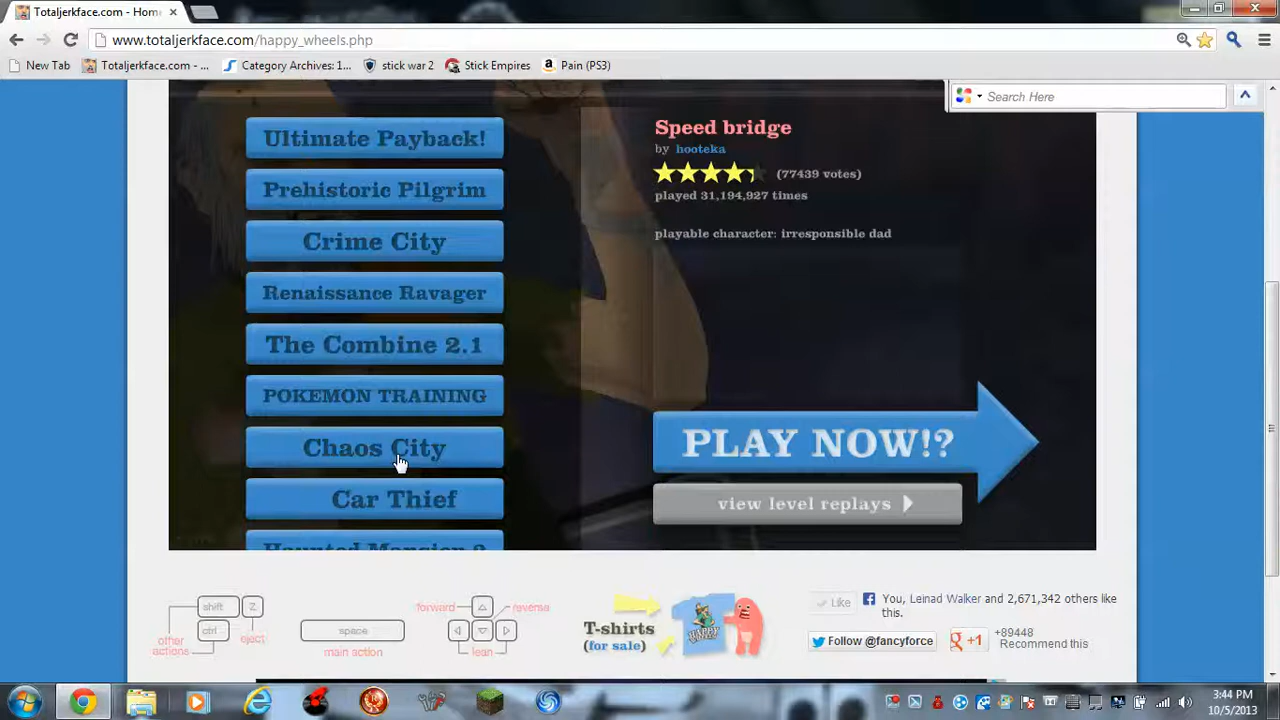 Totaljerkface.com - Hom
www.totaljerkface.com/happy_wheels.php
New Tab
Totaljerkface.com - ...
Category Archives: 1...
stick war 2
Stick Empires
Pain (PS3)
Search Here
Ultimate Payback!
Prehistoric Pilgrim
Crime City
Renaissance Ravager
The Combine 2.1
POKEMON TRAINING
Chaos City
Car Thief
Haunted Mansion 2
Speed bridge
by hooteka
(77439 votes)
played 31,194,927 times
playable character: irresponsible dad
PLAY NOW!?
view level replays
shift
Z
ctrl
eject
other
actions
space
main action
forward
reverse
lean
T-shirts
(for sale)
HAPPY
Like
You, Leinad Walker and 2,671,342 others like
this.
Follow @fancyforce
+1
+89448
Recommend this
3:44 PM
10/5/2013